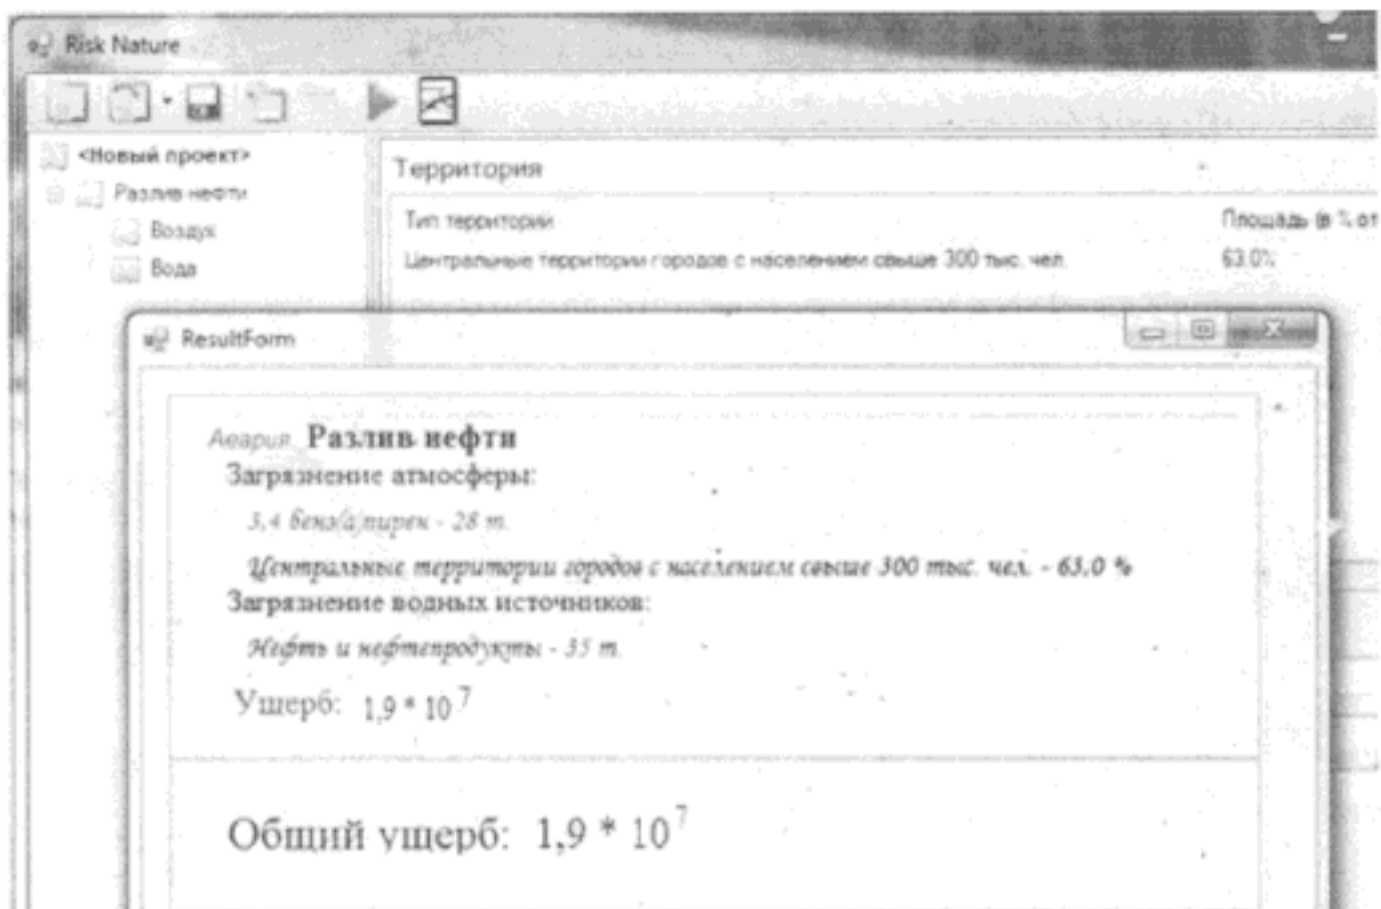 Risk Nature
<Новый проект>
Разлив нефти
Воздух
Вода
Территория
Тип территории Площадь (в % от
Центральные территории городов с населением свыше 300 тыс. чел. 63.0%
ResultForm
Авария Разлив нефти
Загрязнение атмосферы:
3,4 бенз(а)пирен - 28 т.
Центральные территории городов с населением свыше 300 тыс. чел. - 63,0 %
Загрязнение водных источников:
Нефть и нефтепродукты - 35 т.
Ущерб: 1,9 * 10 7
Общий ущерб: 1,9 * 10 7